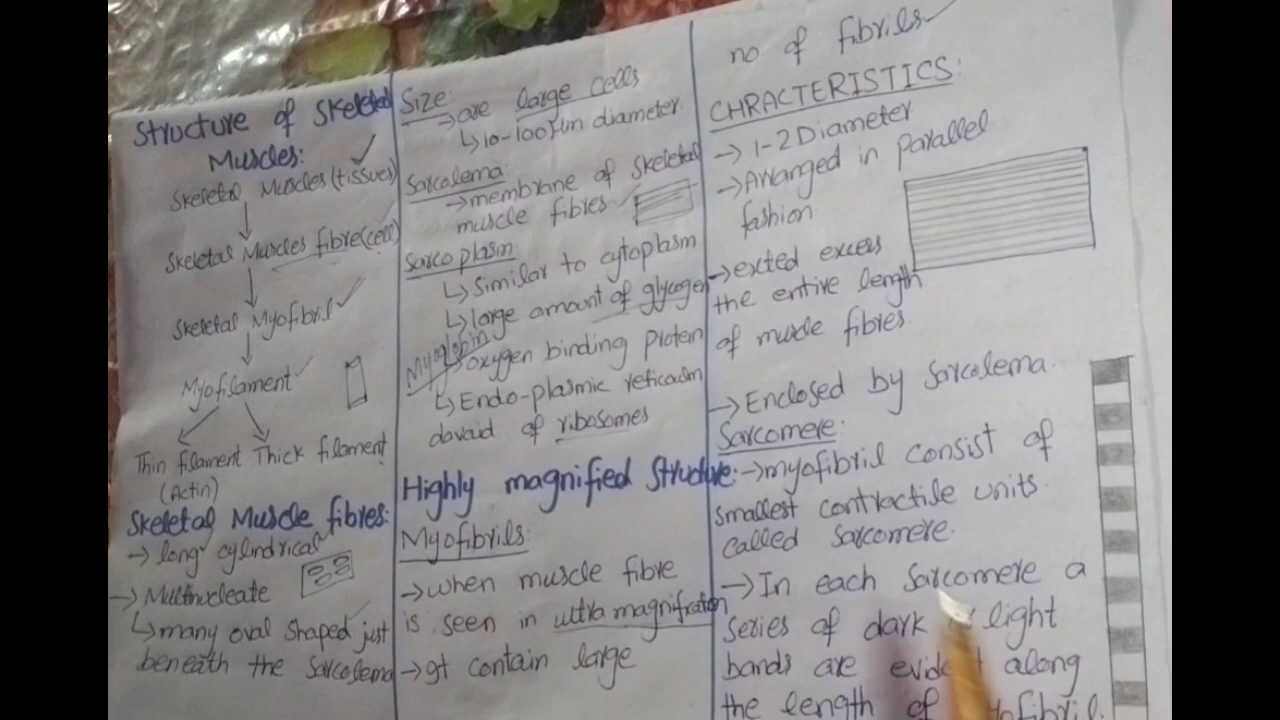 Structure of Skeletal
Muscles:
Skeletal Muscles (tissues)
Skeletal Muscles fibre(cell)
Skeletal Myofibril
Myofilament
Thin filament Thick filament
(Actin)
Skeletal Muscle fibres:
→ long cylindrical
→ Multinucleate
↳ many oval shaped just
beneath the Sarcolema
Size:
→ are large cells
↳ 10-100 diameter
Sarcolema:
→ membrane of skeletal
muscle fibres
Sarcoplasm:
↳ Similar to cytoplasm
↳ large amount of glycogen
Myoglobin
↳ oxygen binding protein
↳ Endo-plasmic reticulm
davaid of ribosomes
Highly magnified Structure:
Myofibrils:
→ when muscle fibre
is seen in ultra magnification
→ It contain large
no of fibrils
CHRACTERISTICS:
→ 1-2 Diameter
→ Arranged in Parallel
fashion
→ exted excess
the entire length
of muscle fibres.
→ Enclosed by Sarcolema.
Sarcomere:
→ myofibril consist of
smallest contractile units
called Sarcomere.
→ In each Sarcomere a
series of dark light
bands are along
the length of